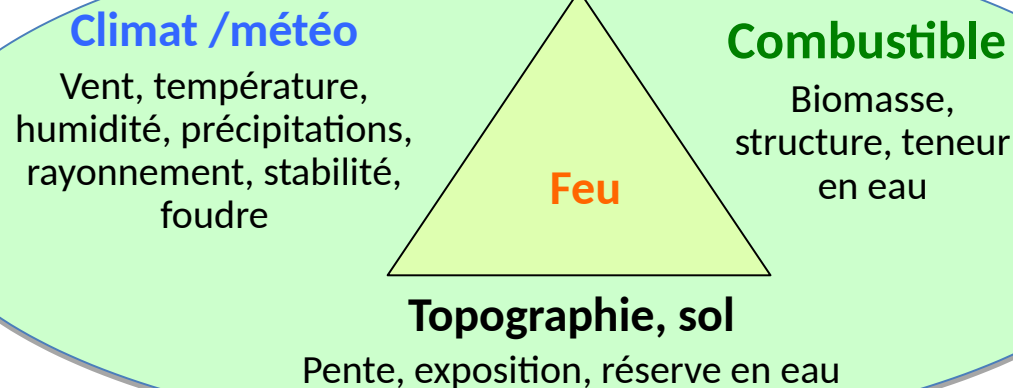 Climat /météo
Vent, température,
humidité, précipitations,
rayonnement, stabilité,
foudre
Combustible
Biomasse,
structure, teneur
en eau
Feu
Topographie, sol
Pente, exposition, réserve en eau